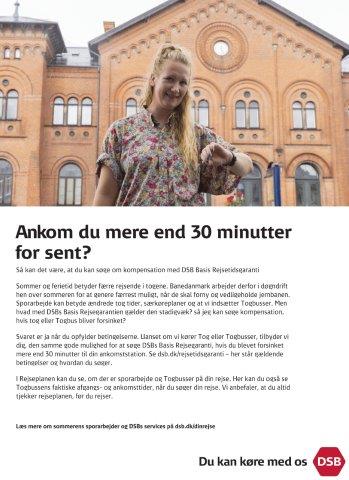 Ankom du mere end 30 minutter
for sent?
Så kan det være, at du kan søge om kompensation med DSB Basis Rejsetidsgaranti
Sommer og ferietid betyder færre rejsende i togene. Banedanmark arbejder derfor i døgndrift
hen over sommeren for at genere færrest muligt, når de skal forny og vedligeholde jernbanen.
Sporarbejde kan betyde ændrede tog tider, særkøreplaner og at vi indsætter Togbusser. Men
hvad med DSBs Basis Rejsegarantien gælder den stadigvæk? så jeg kan søge kompensation,
hvis tog eller Togbus bliver forsinket?
Svaret er ja når du opfylder betingelserne. Uanset om vi kører Tog eller Togbusser, tilbyder vi
dig, den samme gode mulighed for at søge DSBs Basis Rejsegaranti, hvis du blevet forsinket
mere end 30 minutter til din ankomststation. Se dsb.dk/rejsetidsgaranti – her står gældende
betingelser og hvordan du søger.
I Rejseplanen kan du se, om der er sporarbejde og Togbusser på din rejse. Her kan du også se
Togbussens faktiske afgangs- og ankomsttider, når du søger din rejse. Vi anbefaler, at du altid
tjekker rejseplanen, før du rejser.
Læs mere om sommerens sporarbejder og DSBs services på dsb.dk/dinrejse
Du kan køre med os DSB